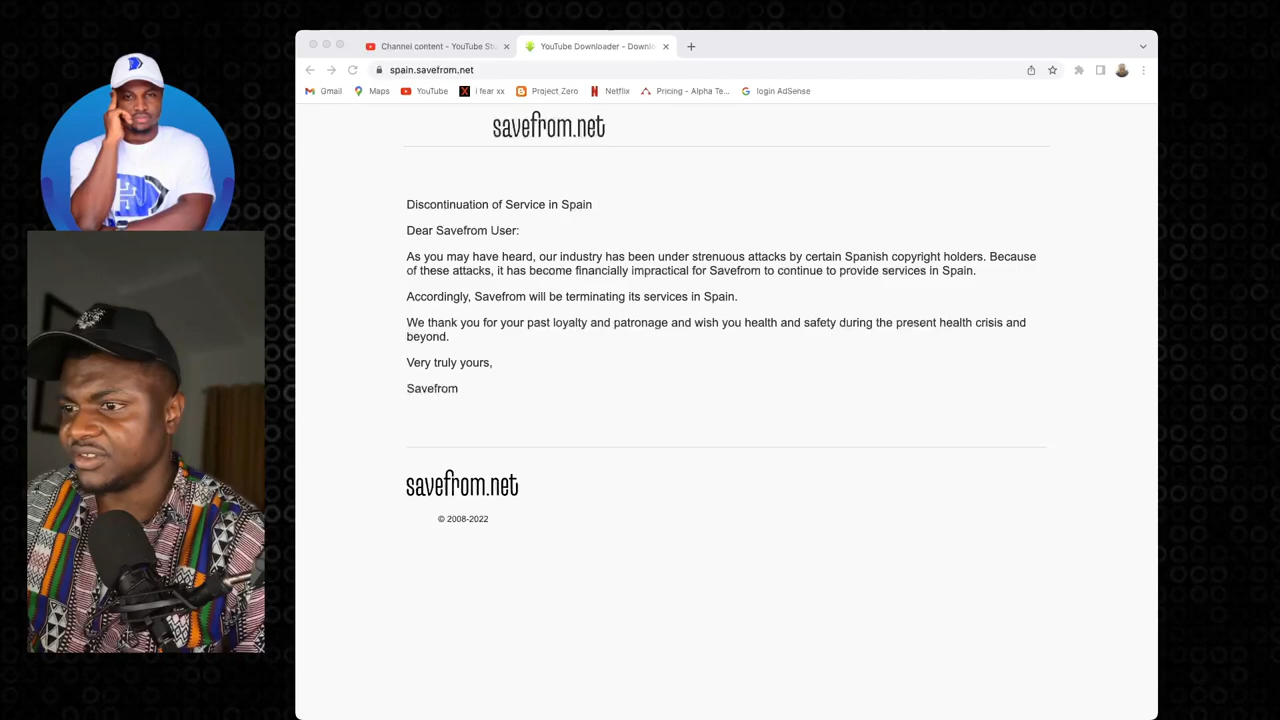 Channel content - YouTube Stu
YouTube Downloader - Downlo
spain.savefrom.net
Gmail
Maps
YouTube
i fear xx
Project Zero
Netflix
Pricing - Alpha Te...
login AdSense
savefrom.net
Discontinuation of Service in Spain
Dear Savefrom User:
As you may have heard, our industry has been under strenuous attacks by certain Spanish copyright holders. Because
of these attacks, it has become financially impractical for Savefrom to continue to provide services in Spain.
Accordingly, Savefrom will be terminating its services in Spain.
We thank you for your past loyalty and patronage and wish you health and safety during the present health crisis and
beyond.
Very truly yours,
Savefrom
savefrom.net
© 2008-2022